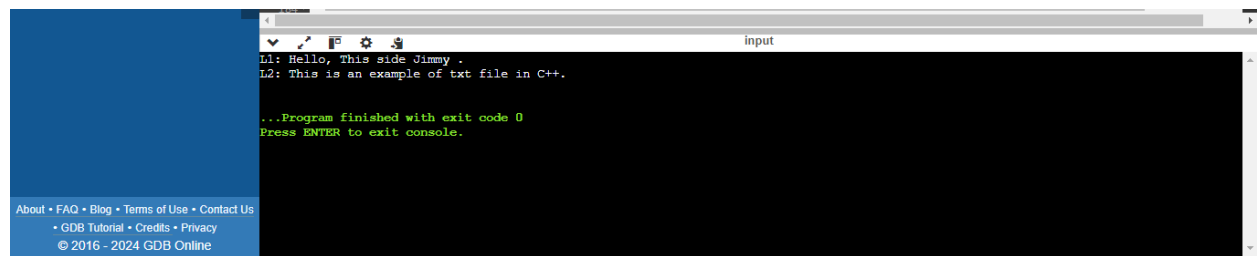 input
L1: Hello, This side Jimmy .
L2: This is an example of txt file in C++.
...Program finished with exit code 0
Press ENTER to exit console.
About • FAQ • Blog • Terms of Use • Contact Us
• GDB Tutorial • Credits • Privacy
© 2016 - 2024 GDB Online